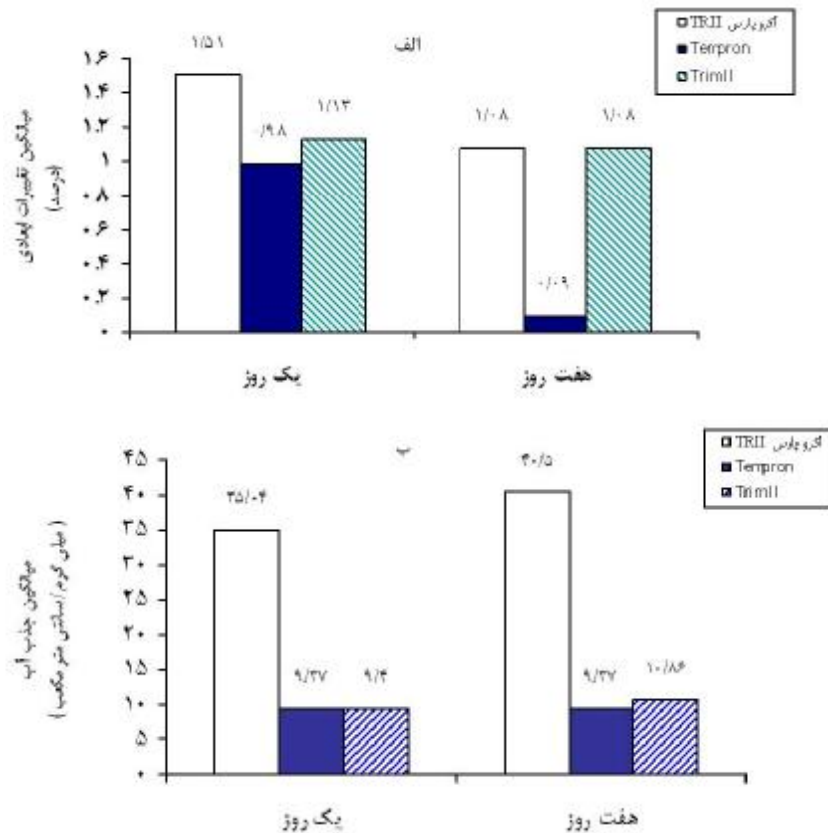 آکروپارس TRII
Tempron
TrimII
الف
۱/۵۱
۰/۹۸
۱/۱۳
۱/۰۸
۰/۰۹
۱/۰۸
میانگین تغییرات ابعادی
(درصد)
۱.۶
۱.۴
۱.۲
۱
۰.۸
۰.۶
۰.۴
۰.۲
۰
یک روز
هفت روز
آکروپارس TRII
Tempron
TrimII
ب
۳۵/۰۴
۹/۳۷
۹/۴
۴۰/۵
۹/۳۷
۱۰/۸۶
میانگین جذب آب
(میلی گرم/سانتی متر مکعب)
۴۵
۴۰
۳۵
۳۰
۲۵
۲۰
۱۵
۱۰
۵
۰
یک روز
هفت روز